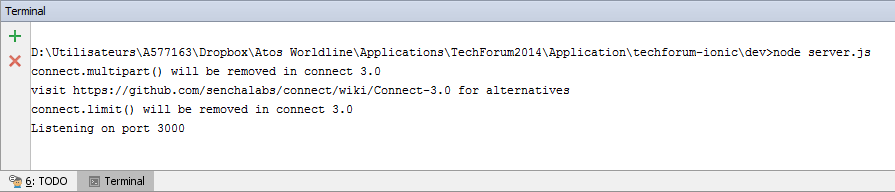 Terminal
D:\Utilisateurs\A577163\Dropbox\Atos Worldline\Applications\TechForum2014\Application\techforum-ionic\dev>node server.js
connect.multipart() will be removed in connect 3.0
visit https://github.com/senchalabs/connect/wiki/Connect-3.0 for alternatives
connect.limit() will be removed in connect 3.0
Listening on port 3000
6: TODO Terminal